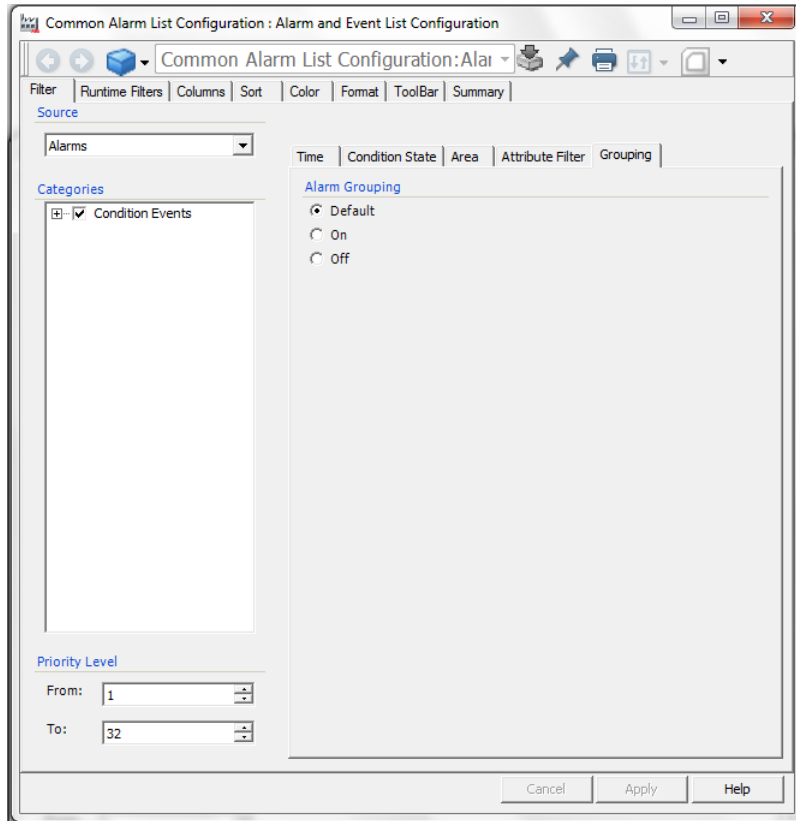 Common Alarm List Configuration : Alarm and Event List Configuration
Common Alarm List Configuration:Alar
Filter Runtime Filters Columns Sort Color Format ToolBar Summary
Source
Alarms
Time Condition State Area Attribute Filter Grouping
Categories
Alarm Grouping
Condition Events
Default
On
Off
Priority Level
From: 1
To: 32
Cancel Apply Help